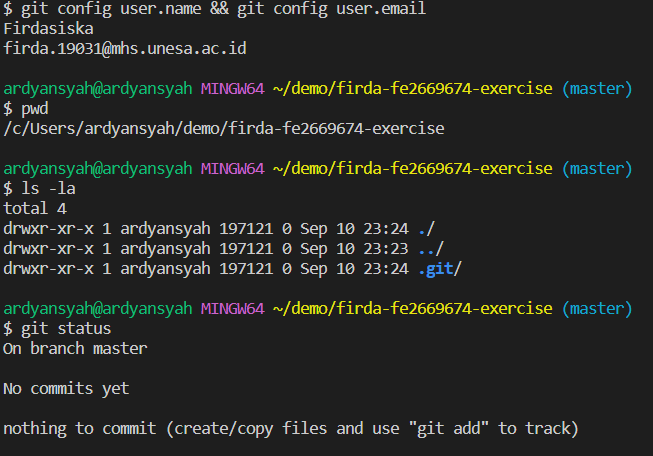 $ git config user.name && git config user.email
Firdasiska
firda.19031@mhs.unesa.ac.id
ardyansyah@ardyansyah MINGW64 ~/demo/firda-fe2669674-exercise (master)
$ pwd
/c/Users/ardyansyah/demo/firda-fe2669674-exercise
ardyansyah@ardyansyah MINGW64 ~/demo/firda-fe2669674-exercise (master)
$ ls -la
total 4
drwxr-xr-x 1 ardyansyah 197121 0 Sep 10 23:24 ./
drwxr-xr-x 1 ardyansyah 197121 0 Sep 10 23:23 ../
drwxr-xr-x 1 ardyansyah 197121 0 Sep 10 23:24 .git/
ardyansyah@ardyansyah MINGW64 ~/demo/firda-fe2669674-exercise (master)
$ git status
On branch master
No commits yet
nothing to commit (create/copy files and use "git add" to track)